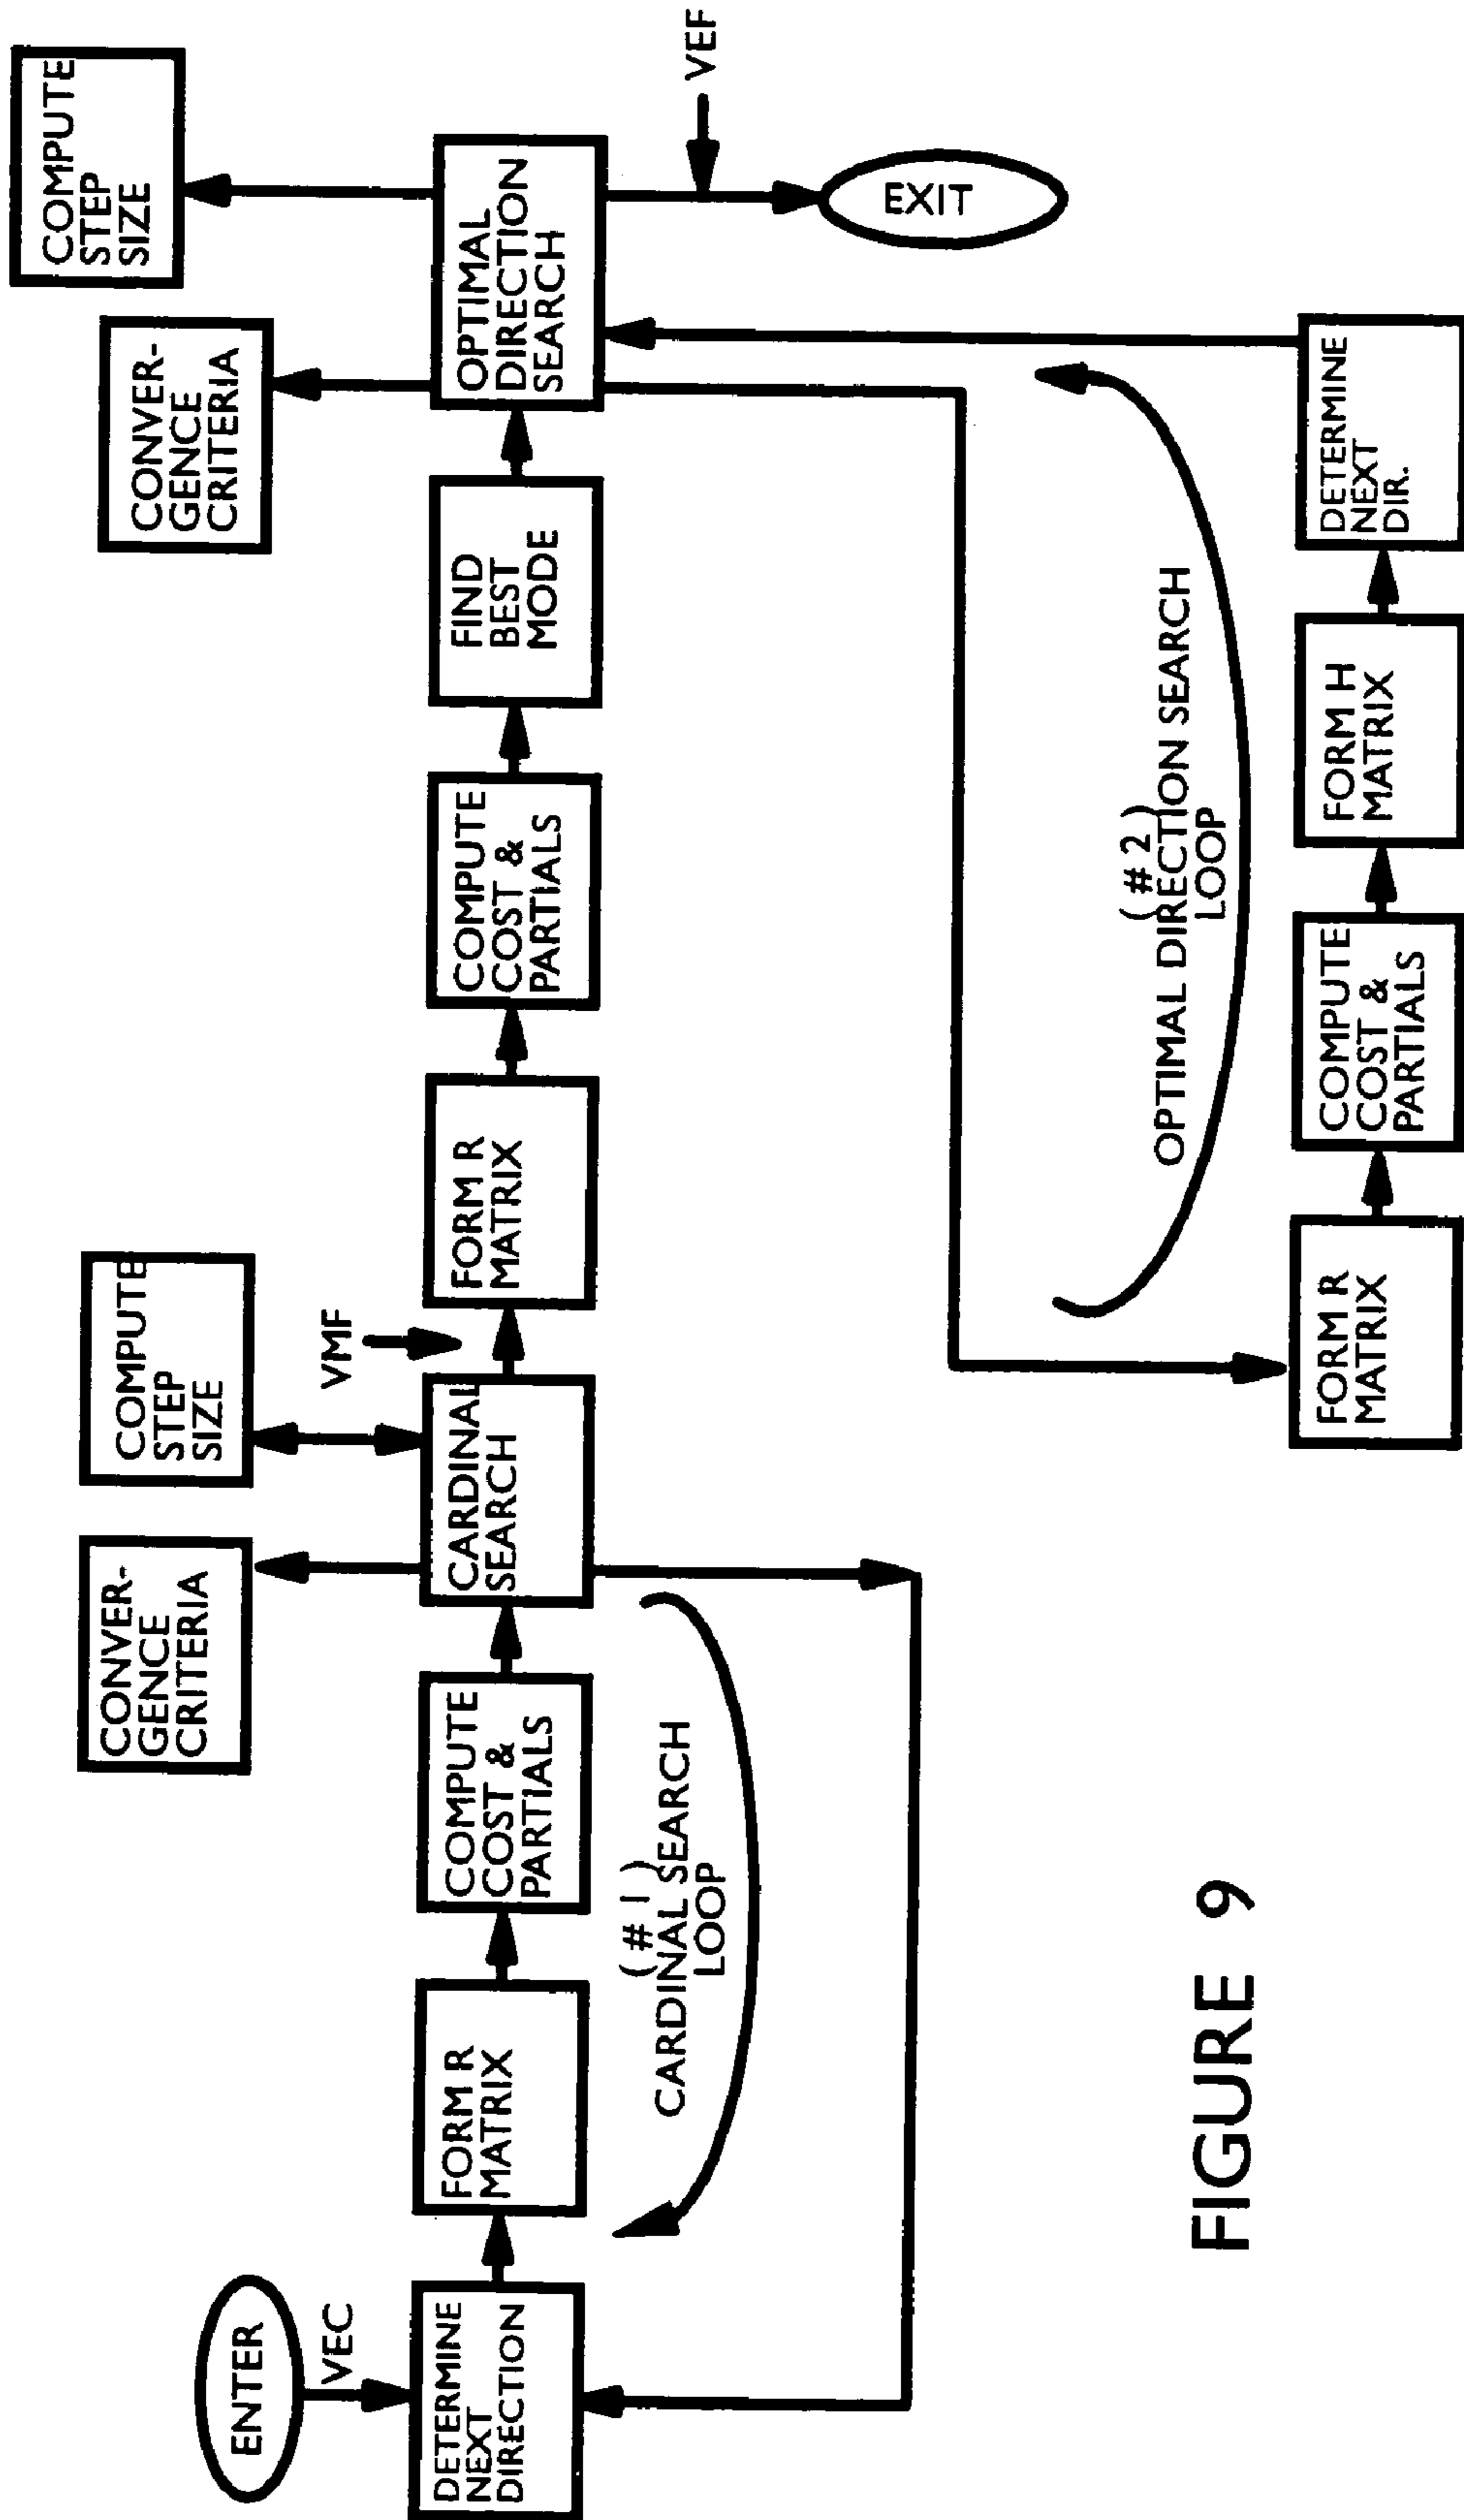 ENTER
VEC
DETERMINE
NEXT
DIRECTION
FORM R
MATRIX
COMPUTE
COST &
PARTIALS
CONVER-
GENCE
CRITERIA
CARDINAL
SEARCH
COMPUTE
STEP
SIZE
VMF
FORM R
MATRIX
COMPUTE
COST &
PARTIALS
FIND
BEST
MODE
CONVER-
GENCE
CRITERIA
OPTIMAL
DIRECTION
SEARCH
COMPUTE
STEP
SIZE
VEF
EXIT
(#1)
CARDINAL SEARCH
LOOP
(#2)
OPTIMAL DIRECTION SEARCH
LOOP
FORM R
MATRIX
COMPUTE
COST &
PARTIALS
FORM H
MATRIX
DETERMINE
NEXT
DIR.
FIGURE 9